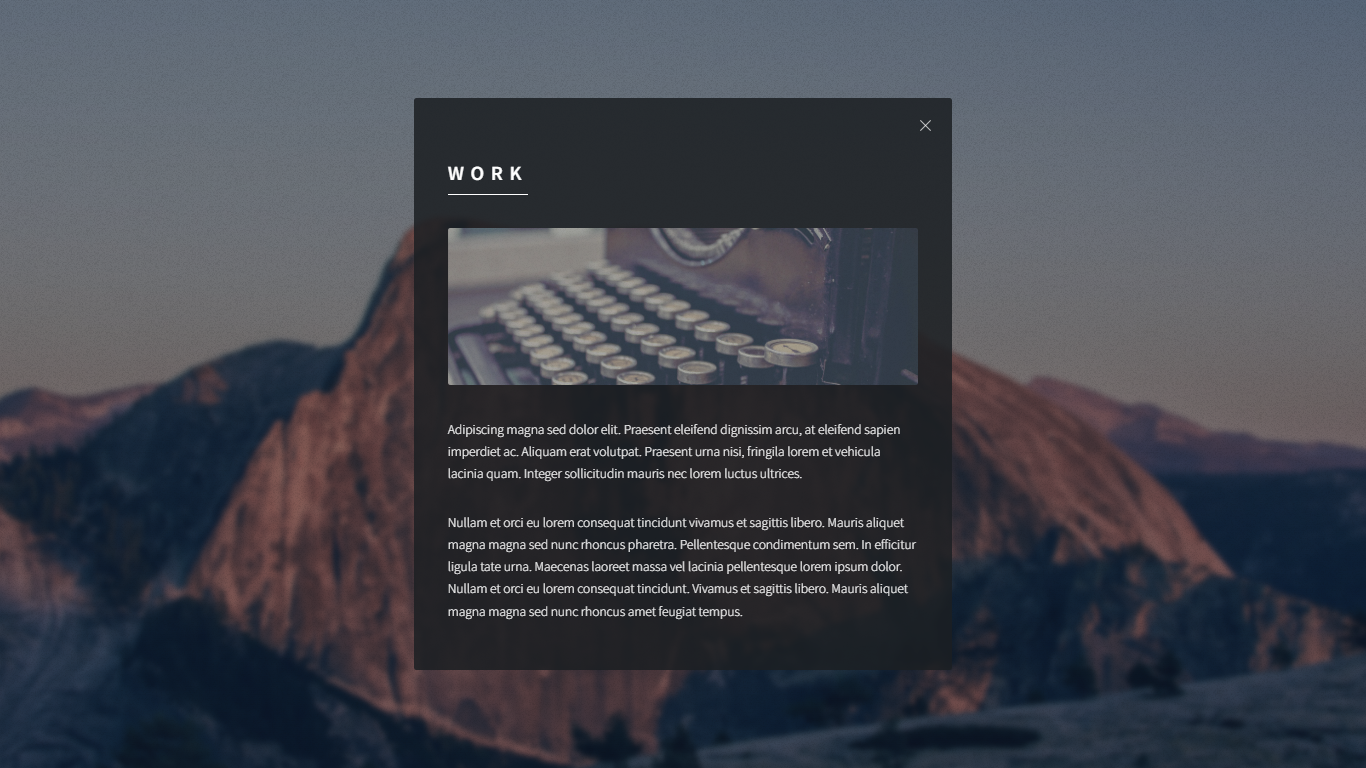 WORK
Adipiscing magna sed dolor elit. Praesent eleifend dignissim arcu, at eleifend sapien
imperdiet ac. Aliquam erat volutpat. Praesent urna nisi, fringila lorem et vehicula
lacinia quam. Integer sollicitudin mauris nec lorem luctus ultrices.
Nullam et orci eu lorem consequat tincidunt vivamus et sagittis libero. Mauris aliquet
magna magna sed nunc rhoncus pharetra. Pellentesque condimentum sem. In efficitur
ligula tate urna. Maecenas laoreet massa vel lacinia pellentesque lorem ipsum dolor.
Nullam et orci eu lorem consequat tincidunt. Vivamus et sagittis libero. Mauris aliquet
magna magna sed nunc rhoncus amet feugiat tempus.